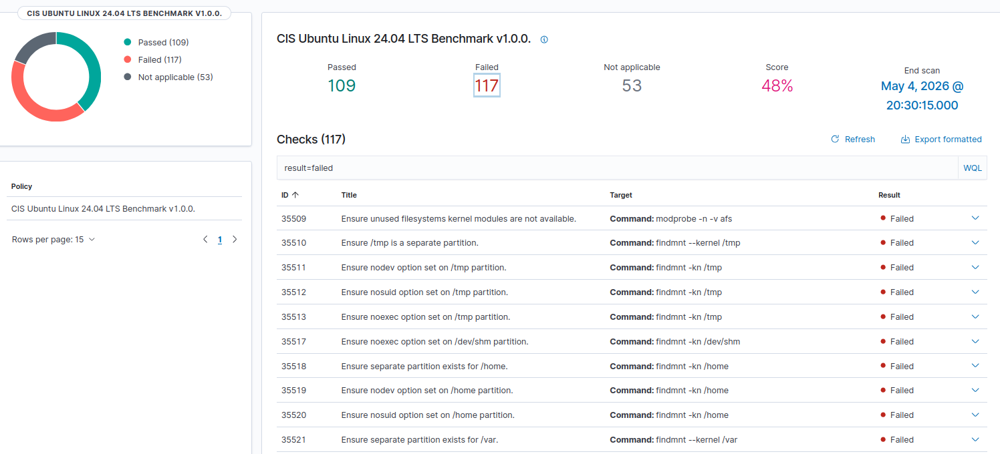 CIS UBUNTU LINUX 24.04 LTS BENCHMARK V1.0.0.
Passed (109)
Failed (117)
Not applicable (53)
Policy
CIS Ubuntu Linux 24.04 LTS Benchmark v1.0.0.
Rows per page: 15
1
CIS Ubuntu Linux 24.04 LTS Benchmark v1.0.0.
Passed Failed Not applicable Score End scan
109 117 53 48% May 4, 2026 @
20:30:15.000
Checks (117) Refresh Export formatted
result=failed WQL
ID Title Target Result
35509 Ensure unused filesystems kernel modules are not available. Command: modprobe -n -v afs Failed
35510 Ensure /tmp is a separate partition. Command: findmnt --kernel /tmp Failed
35511 Ensure nodev option set on /tmp partition. Command: findmnt -kn /tmp Failed
35512 Ensure nosuid option set on /tmp partition. Command: findmnt -kn /tmp Failed
35513 Ensure noexec option set on /tmp partition. Command: findmnt -kn /tmp Failed
35517 Ensure noexec option set on /dev/shm partition. Command: findmnt -kn /dev/shm Failed
35518 Ensure separate partition exists for /home. Command: findmnt -kn /home Failed
35519 Ensure nodev option set on /home partition. Command: findmnt -kn /home Failed
35520 Ensure nosuid option set on /home partition. Command: findmnt -kn /home Failed
35521 Ensure separate partition exists for /var. Command: findmnt --kernel /var Failed